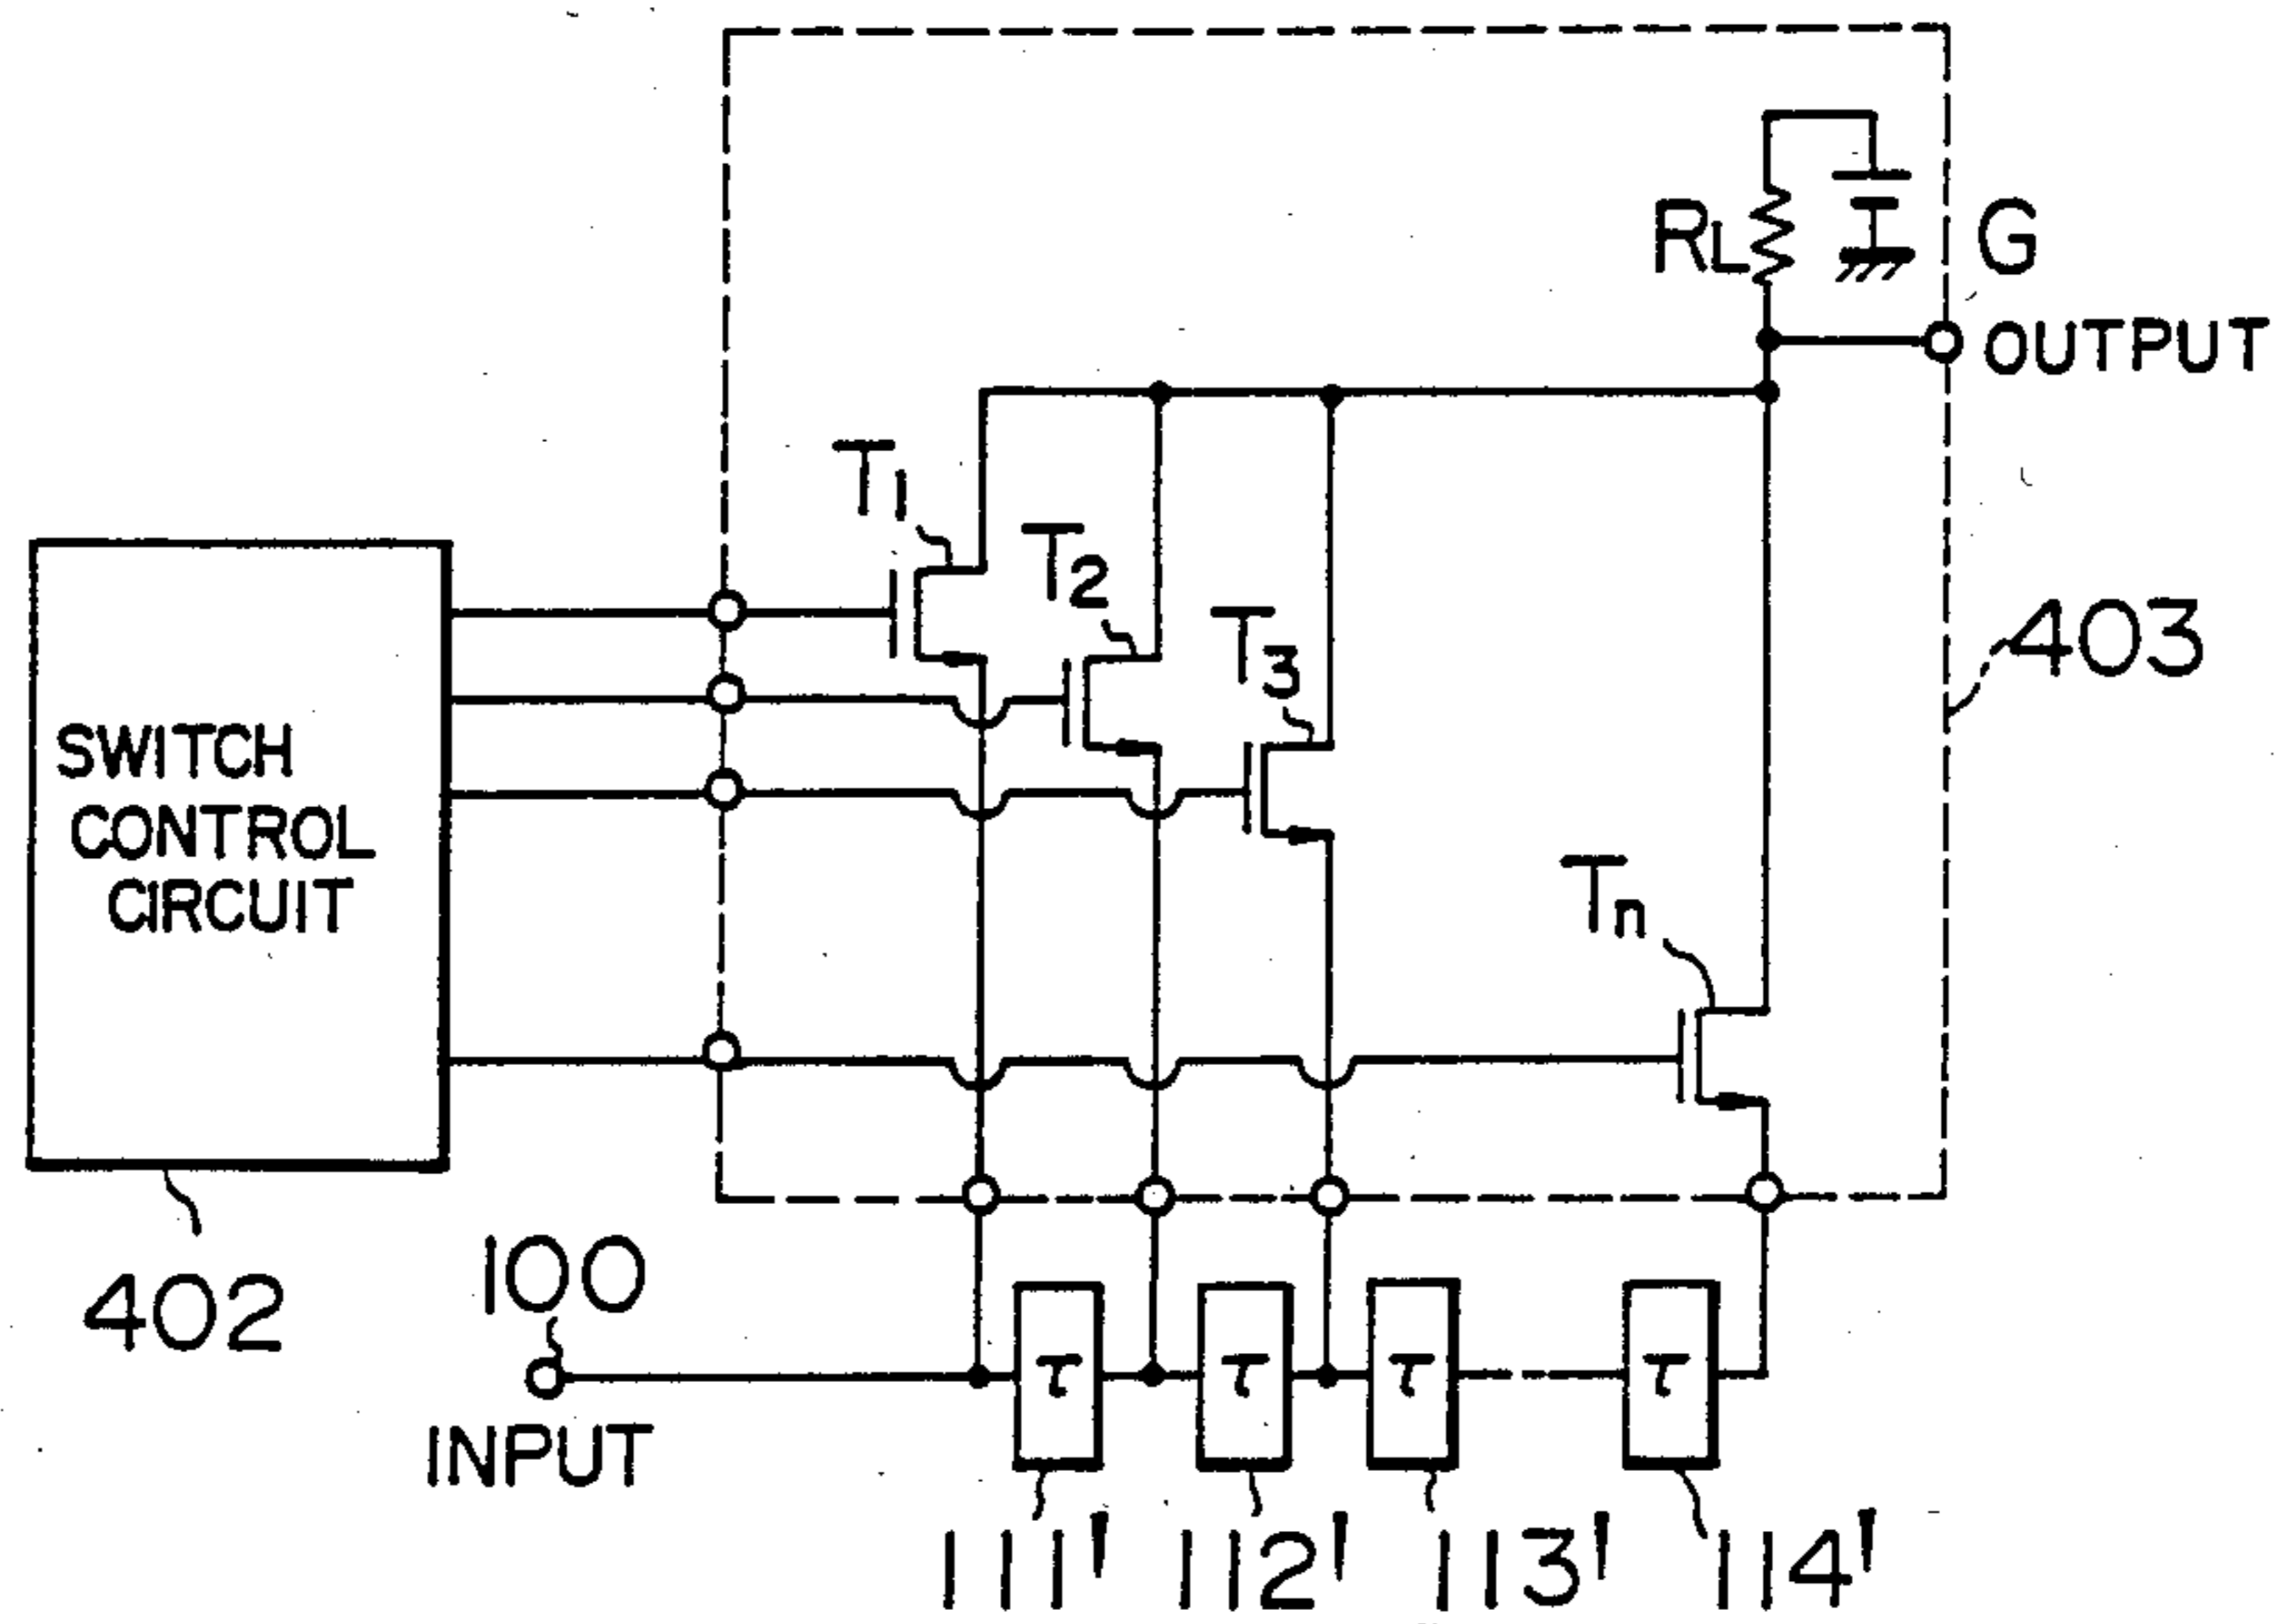 RL
G
OUTPUT
T1
T2
T3
403
SWITCH
CONTROL
CIRCUIT
Tn
402
100
INPUT
τ
τ
τ
τ
111'
112'
113'
114'